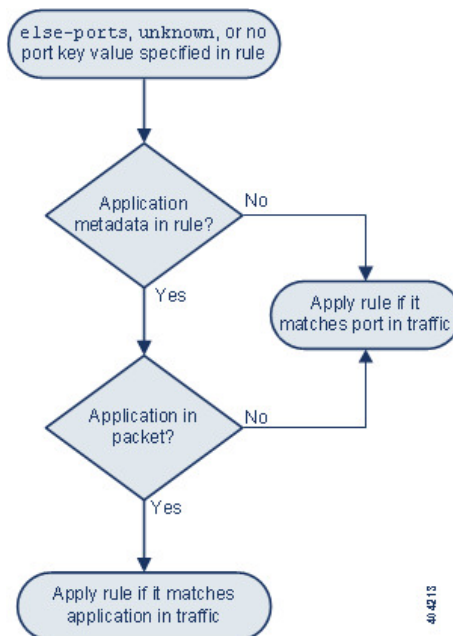 else-ports, unknown, or no
port key value specified in rule
Application
metadata in rule?
No
Yes
Apply rule if it
matches port in traffic
Application in
packet?
No
Yes
Apply rule if it matches
application in traffic
404213